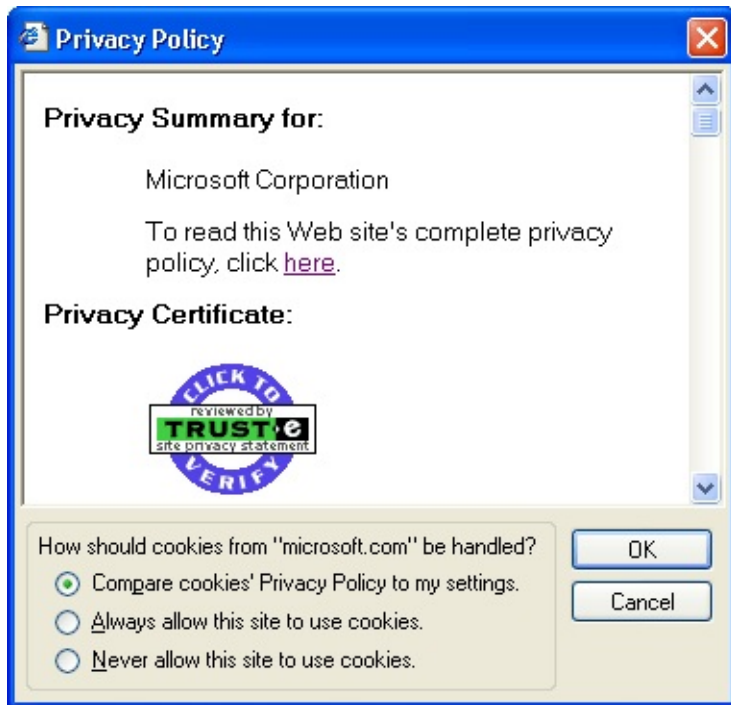 Privacy Policy
Privacy Summary for:
Microsoft Corporation
To read this Web site's complete privacy
policy, click here.
Privacy Certificate:
CLICK TO
reviewed by
TRUST·e
site privacy statement
VERIFY
How should cookies from "microsoft.com" be handled?
Compare cookies' Privacy Policy to my settings.
Always allow this site to use cookies.
Never allow this site to use cookies.
OK
Cancel